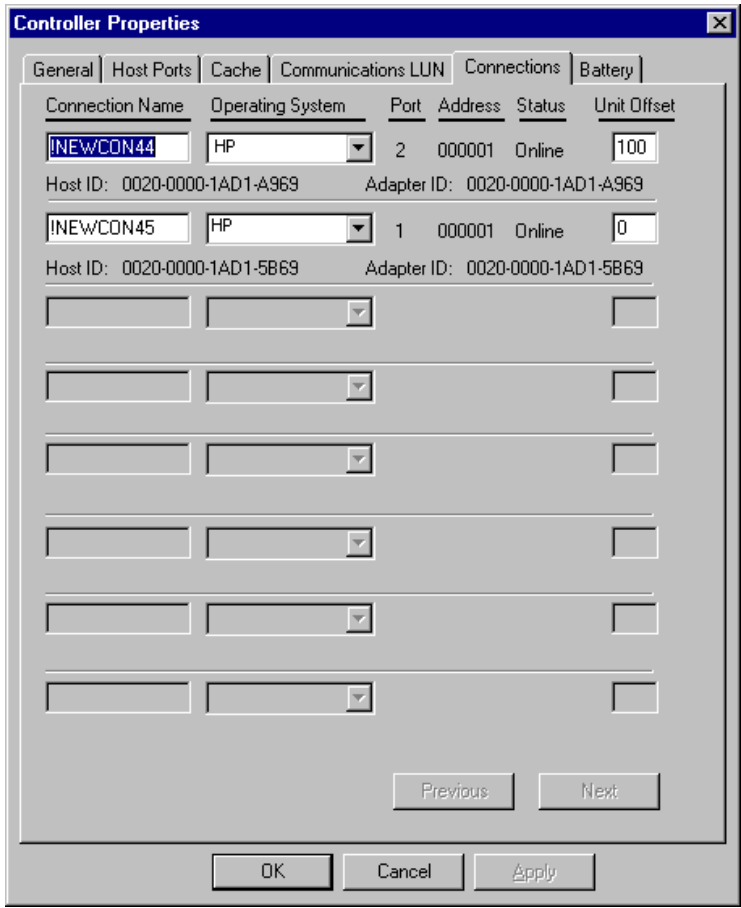 Controller Properties
General Host Ports Cache Communications LUN Connections Battery
Connection Name Operating System Port Address Status Unit Offset
!NEWCON44 HP 2 000001 Online 100
Host ID: 0020-0000-1AD1-A969 Adapter ID: 0020-0000-1AD1-A969
!NEWCON45 HP 1 000001 Online 0
Host ID: 0020-0000-1AD1-5B69 Adapter ID: 0020-0000-1AD1-5B69
Previous Next
OK Cancel Apply